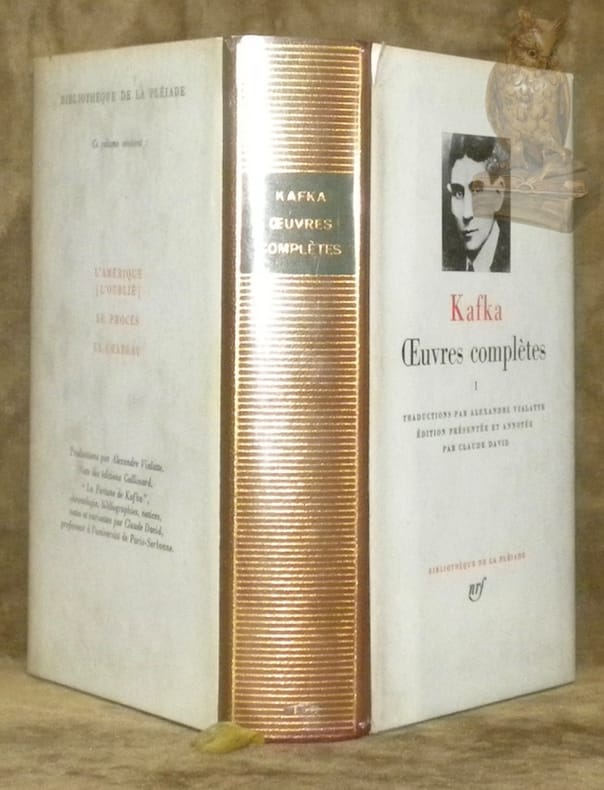 BIBLIOTHÈQUE DE LA PLÉIADE
Ce volume contient :
L'AMÉRIQUE
[L'OUBLIÉ]
LE PROCÈS
LE CHÂTEAU
Traductions par Alexandre Vialatte,
des éditions Gallimard.
"La Fortune de Kafka",
chronologie, bibliographies, notices,
notes et variantes par Claude David,
professeur à l'université de Paris-Sorbonne.
KAFKA
ŒUVRES
COMPLÈTES
I
Kafka
Œuvres complètes
I
TRADUCTIONS PAR ALEXANDRE VIALATTE
ÉDITION PRÉSENTÉE ET ANNOTÉE
PAR CLAUDE DAVID
BIBLIOTHÈQUE DE LA PLÉIADE
nrf